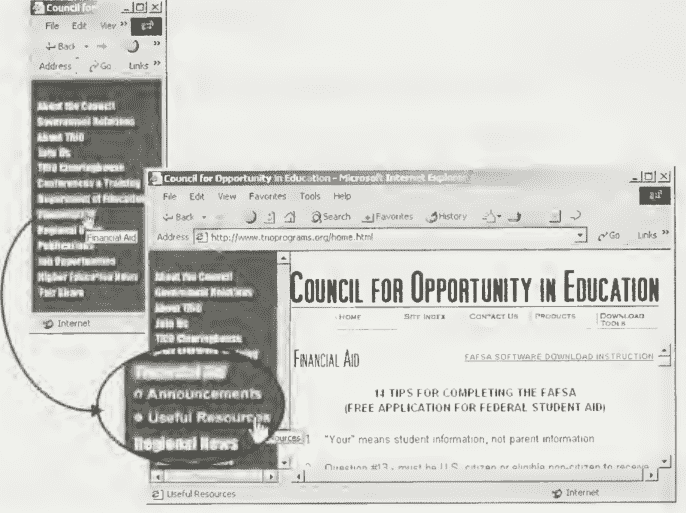 Council for
File Edit View »
Back »
Address Go Links »
About the Council
Government Relations
About TRIO
Join Us
TRIO Clearinghouse
Conferences & Training
Department of Education
Financial Aid
Publications
Job Opportunities
Higher Education News
Internet
Council for Opportunity in Education - Microsoft Internet Explorer
File Edit View Favorites Tools Help
Back Search Favorites History
Address http://www.trioprograms.org/home.html Go Links »
About the Council
Government Relations
About TRIO
Join Us
TRIO Clearinghouse
Financial Aid
Announcements
Useful Resources
Regional News
COUNCIL FOR OPPORTUNITY IN EDUCATION
HOME SITE INDEX CONTACT US PRODUCTS DOWNLOAD TOOLS
FINANCIAL AID FAFSA SOFTWARE DOWNLOAD INSTRUCTION
14 TIPS FOR COMPLETING THE FAFSA
(FREE APPLICATION FOR FEDERAL STUDENT AID)
1 "Your" means student information, not parent information
Question #13 - must be U.S. citizen or eligible non-citizen to receive
Useful Resources Internet